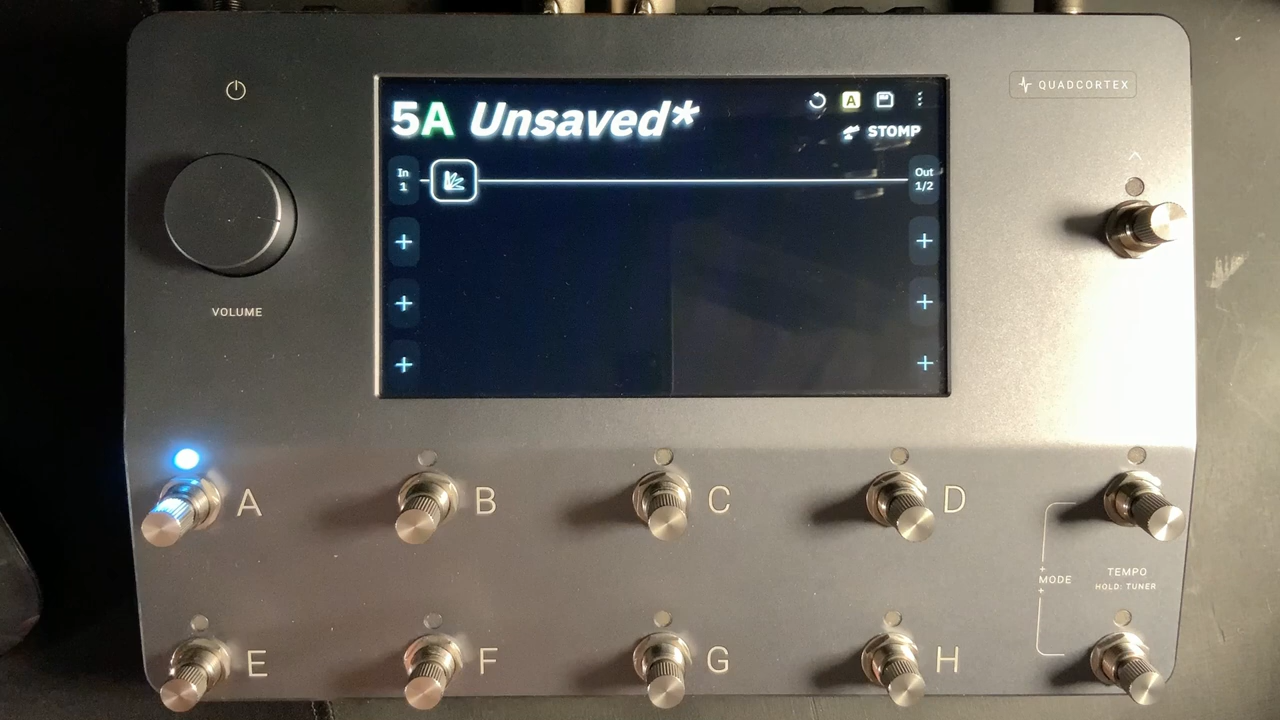 QUADCORTEX
5A Unsaved*
A
STOMP
In
1
Out
1/2
+
+
+
+
+
+
VOLUME
A
B
C
D
+
MODE
+
TEMPO
HOLD: TUNER
E
F
G
H